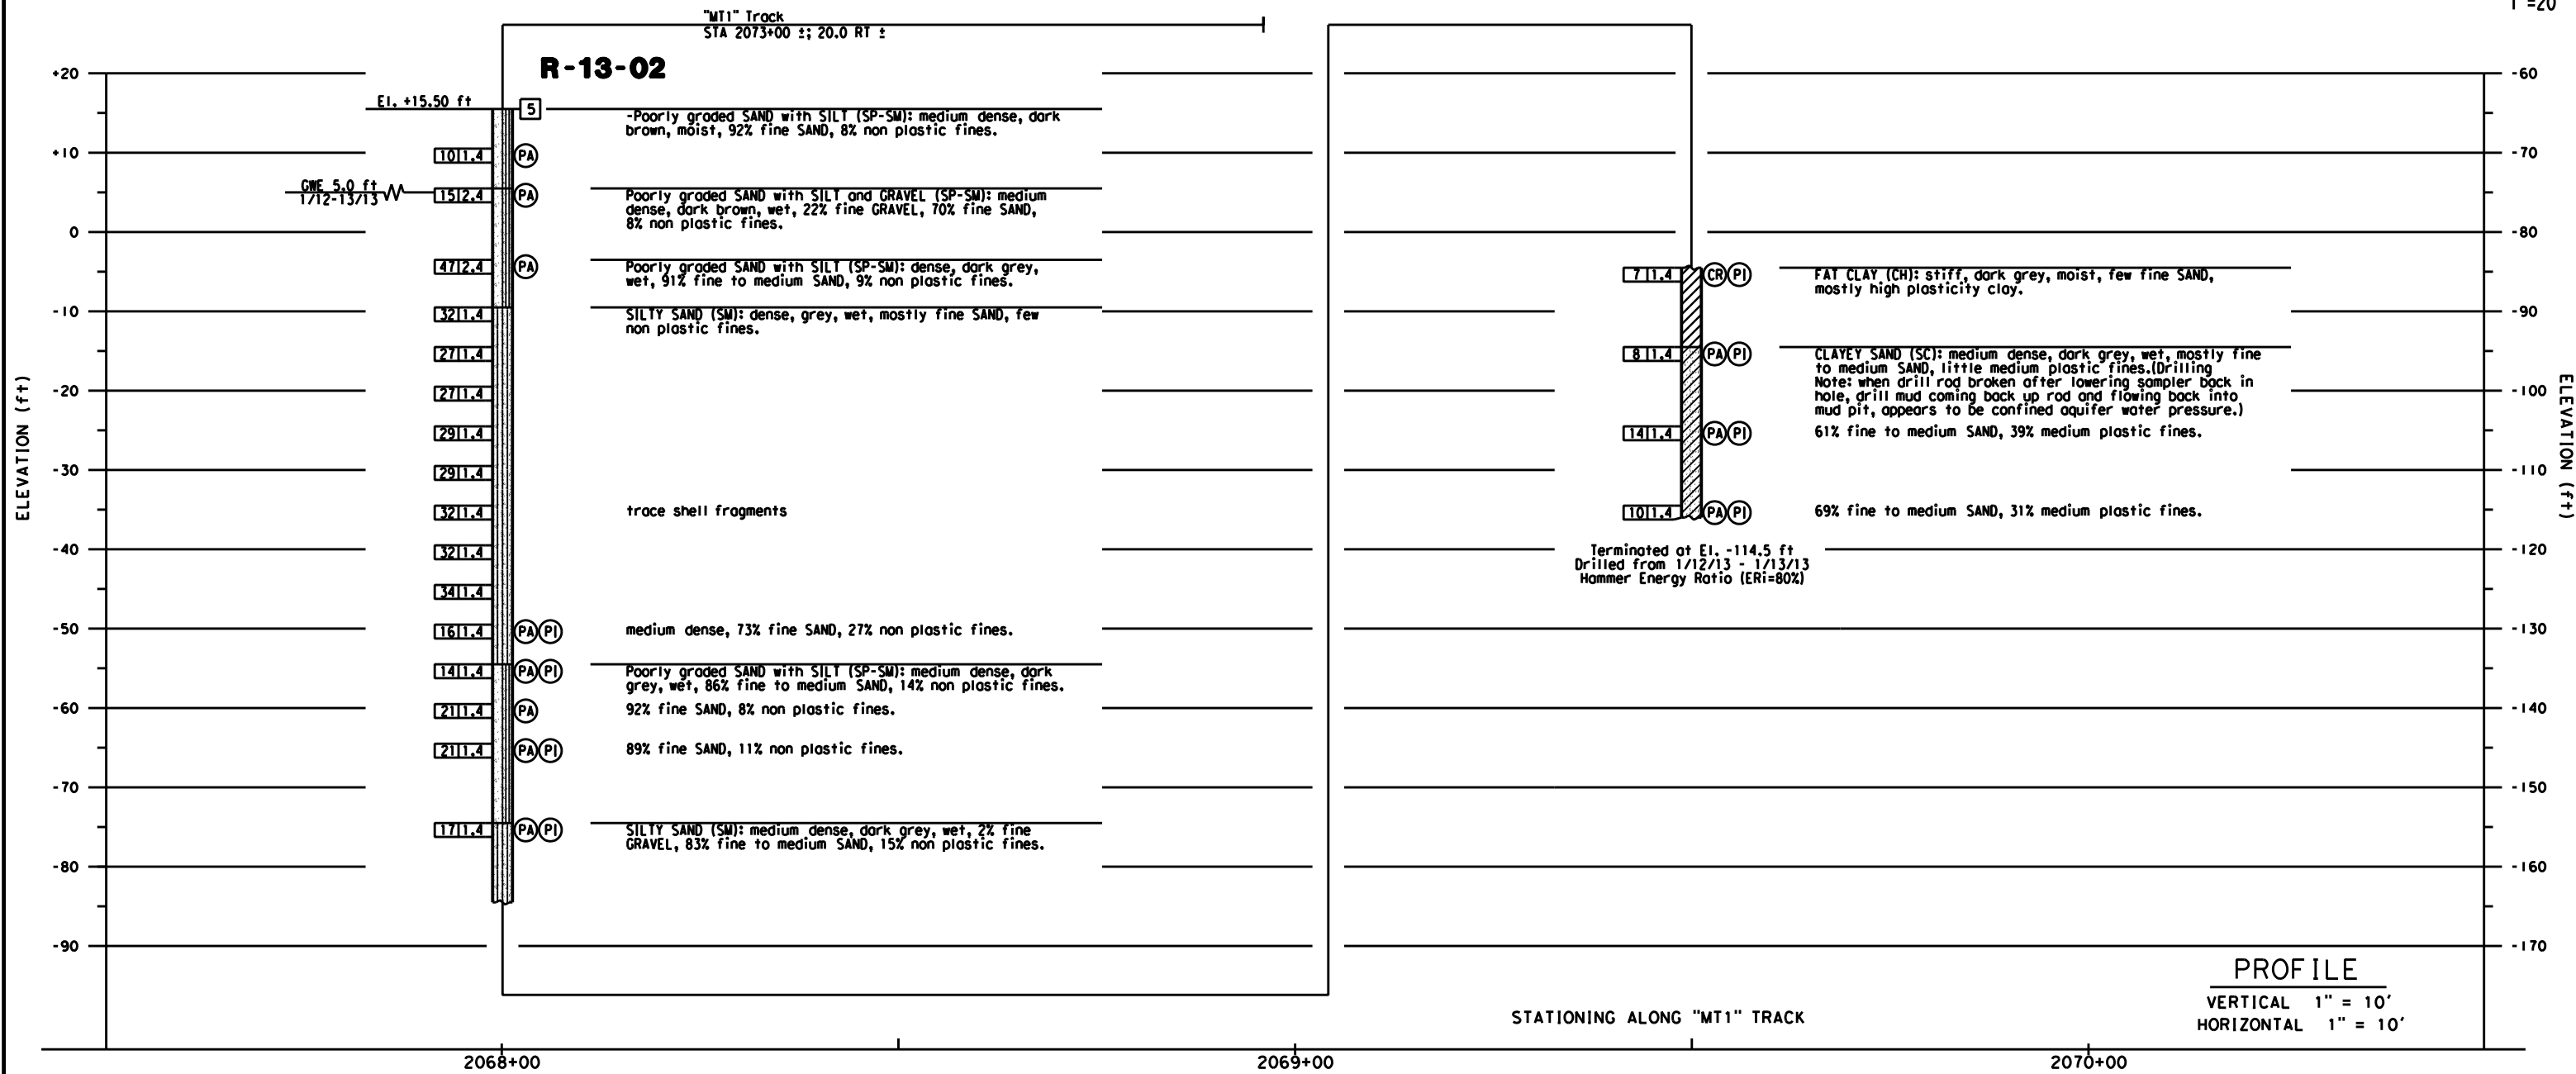 1"=20'
"MT1" Track
STA 2073+00 ±; 20.0 RT ±
R-13-02
+20
+10
0
-10
-20
-30
-40
-50
-60
-70
-80
-90
ELEVATION (ft)
El. +15.50 ft
5
-Poorly graded SAND with SILT (SP-SM): medium dense, dark
brown, moist, 92% fine SAND, 8% non plastic fines.
10 1.4 PA
GWE 5.0 ft
1/12-13/13
15 2.4 PA
Poorly graded SAND with SILT and GRAVEL (SP-SM): medium
dense, dark brown, wet, 22% fine GRAVEL, 70% fine SAND,
8% non plastic fines.
47 2.4 PA
Poorly graded SAND with SILT (SP-SM): dense, dark grey,
wet, 91% fine to medium SAND, 9% non plastic fines.
32 1.4
SILTY SAND (SM): dense, grey, wet, mostly fine SAND, few
non plastic fines.
27 1.4
27 1.4
29 1.4
29 1.4
32 1.4
trace shell fragments
32 1.4
34 1.4
16 1.4 PA PI
medium dense, 73% fine SAND, 27% non plastic fines.
14 1.4 PA PI
Poorly graded SAND with SILT (SP-SM): medium dense, dark
grey, wet, 86% fine to medium SAND, 14% non plastic fines.
21 1.4 PA
92% fine SAND, 8% non plastic fines.
21 1.4 PA PI
89% fine SAND, 11% non plastic fines.
17 1.4 PA PI
SILTY SAND (SM): medium dense, dark grey, wet, 2% fine
GRAVEL, 83% fine to medium SAND, 15% non plastic fines.
7 1.4 CR PI
FAT CLAY (CH): stiff, dark grey, moist, few fine SAND,
mostly high plasticity clay.
8 1.4 PA PI
CLAYEY SAND (SC): medium dense, dark grey, wet, mostly fine
to medium SAND, little medium plastic fines.(Drilling
Note: when drill rod broken after lowering sampler back in
hole, drill mud coming back up rod and flowing back into
mud pit, appears to be confined aquifer water pressure.)
14 1.4 PA PI
61% fine to medium SAND, 39% medium plastic fines.
10 1.4 PA PI
69% fine to medium SAND, 31% medium plastic fines.
Terminated at El. -114.5 ft
Drilled from 1/12/13 - 1/13/13
Hammer Energy Ratio (ERi=80%)
-60
-70
-80
-90
-100
-110
-120
-130
-140
-150
-160
-170
ELEVATION (ft)
PROFILE
VERTICAL 1" = 10'
HORIZONTAL 1" = 10'
STATIONING ALONG "MT1" TRACK
2068+00
2069+00
2070+00